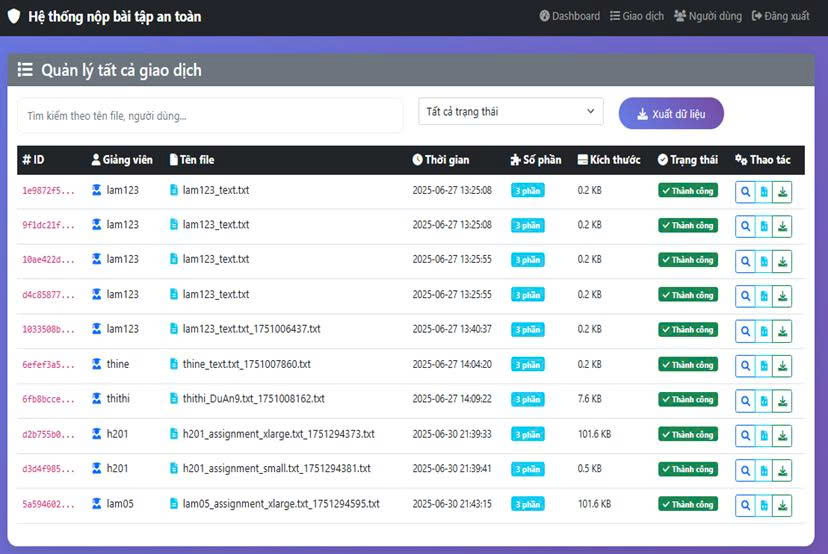 Hệ thống nộp bài tập an toàn Dashboard Giao dịch Người dùng Đăng xuất
Quản lý tất cả giao dịch
Tìm kiếm theo tên file, người dùng... Tất cả trạng thái Xuất dữ liệu
# ID Giảng viên Tên file Thời gian Số phần Kích thước Trạng thái Thao tác
1e9872f5... lam123 lam123_text.txt 2025-06-27 13:25:08 3 phần 0.2 KB Thành công
9f1dc21f... lam123 lam123_text.txt 2025-06-27 13:25:08 3 phần 0.2 KB Thành công
10ae422d... lam123 lam123_text.txt 2025-06-27 13:25:55 3 phần 0.2 KB Thành công
d4c85877... lam123 lam123_text.txt 2025-06-27 13:25:55 3 phần 0.2 KB Thành công
1033508b... lam123 lam123_text.txt_1751006437.txt 2025-06-27 13:40:37 3 phần 0.2 KB Thành công
6efef3a5... thine thine_text.txt_1751007860.txt 2025-06-27 14:04:20 3 phần 0.2 KB Thành công
6fb8bcce... thithi thithi_DuAn9.txt_1751008162.txt 2025-06-27 14:09:22 3 phần 7.6 KB Thành công
d2b755b0... h201 h201_assignment_xlarge.txt_1751294373.txt 2025-06-30 21:39:33 3 phần 101.6 KB Thành công
d3d4f985... h201 h201_assignment_small.txt_1751294381.txt 2025-06-30 21:39:41 3 phần 0.5 KB Thành công
5a594602... lam05 lam05_assignment_xlarge.txt_1751294595.txt 2025-06-30 21:43:15 3 phần 101.6 KB Thành công